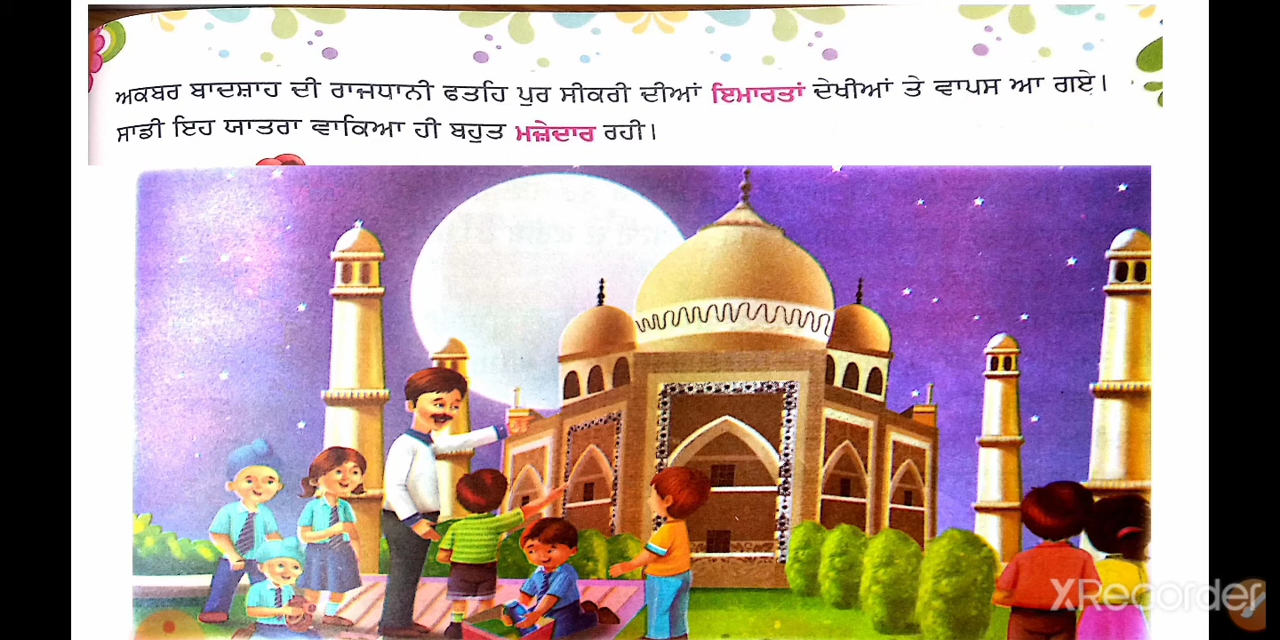 ਅਕਬਰ ਬਾਦਸ਼ਾਹ ਦੀ ਰਾਜਧਾਨੀ ਫਤਹਿ ਪੁਰ ਸੀਕਰੀ ਦੀਆਂ ਇਮਾਰਤਾਂ ਦੇਖੀਆਂ ਤੇ ਵਾਪਸ ਆ ਗਏ।
ਸਾਡੀ ਇਹ ਯਾਤਰਾ ਵਾਕਿਆ ਹੀ ਬਹੁਤ ਮਜ਼ੇਦਾਰ ਰਹੀ।
XRecorder